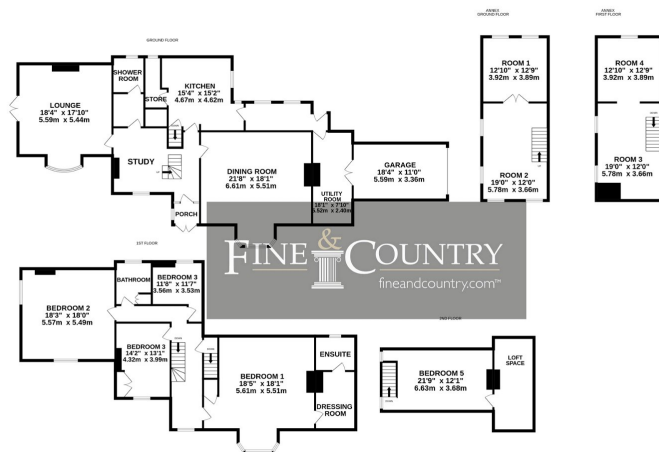 GROUND FLOOR
LOUNGE
18'4" x 17'10"
5.59m x 5.44m
SHOWER
ROOM
STORE
KITCHEN
15'4" x 15'2"
4.67m x 4.62m
STUDY
PORCH
DINING ROOM
21'8" x 18'1"
6.61m x 5.51m
UTILITY
ROOM
18'1" x 7'10"
5.52m x 2.40m
GARAGE
18'4" x 11'0"
5.59m x 3.36m
ANNEX
GROUND FLOOR
ROOM 1
12'10" x 12'9"
3.92m x 3.89m
ROOM 2
19'0" x 12'0"
5.78m x 3.66m
ANNEX
FIRST FLOOR
ROOM 4
12'10" x 12'9"
3.92m x 3.89m
ROOM 3
19'0" x 12'0"
5.78m x 3.66m
FINE & COUNTRY
fineandcountry.com™
1ST FLOOR
BEDROOM 2
18'3" x 18'0"
5.57m x 5.49m
BATHROOM
BEDROOM 3
11'8" x 11'7"
3.56m x 3.53m
BEDROOM 3
14'2" x 13'1"
4.32m x 3.99m
BEDROOM 1
18'5" x 18'1"
5.61m x 5.51m
ENSUITE
DRESSING
ROOM
2ND FLOOR
BEDROOM 5
21'9" x 12'1"
6.63m x 3.68m
LOFT
SPACE